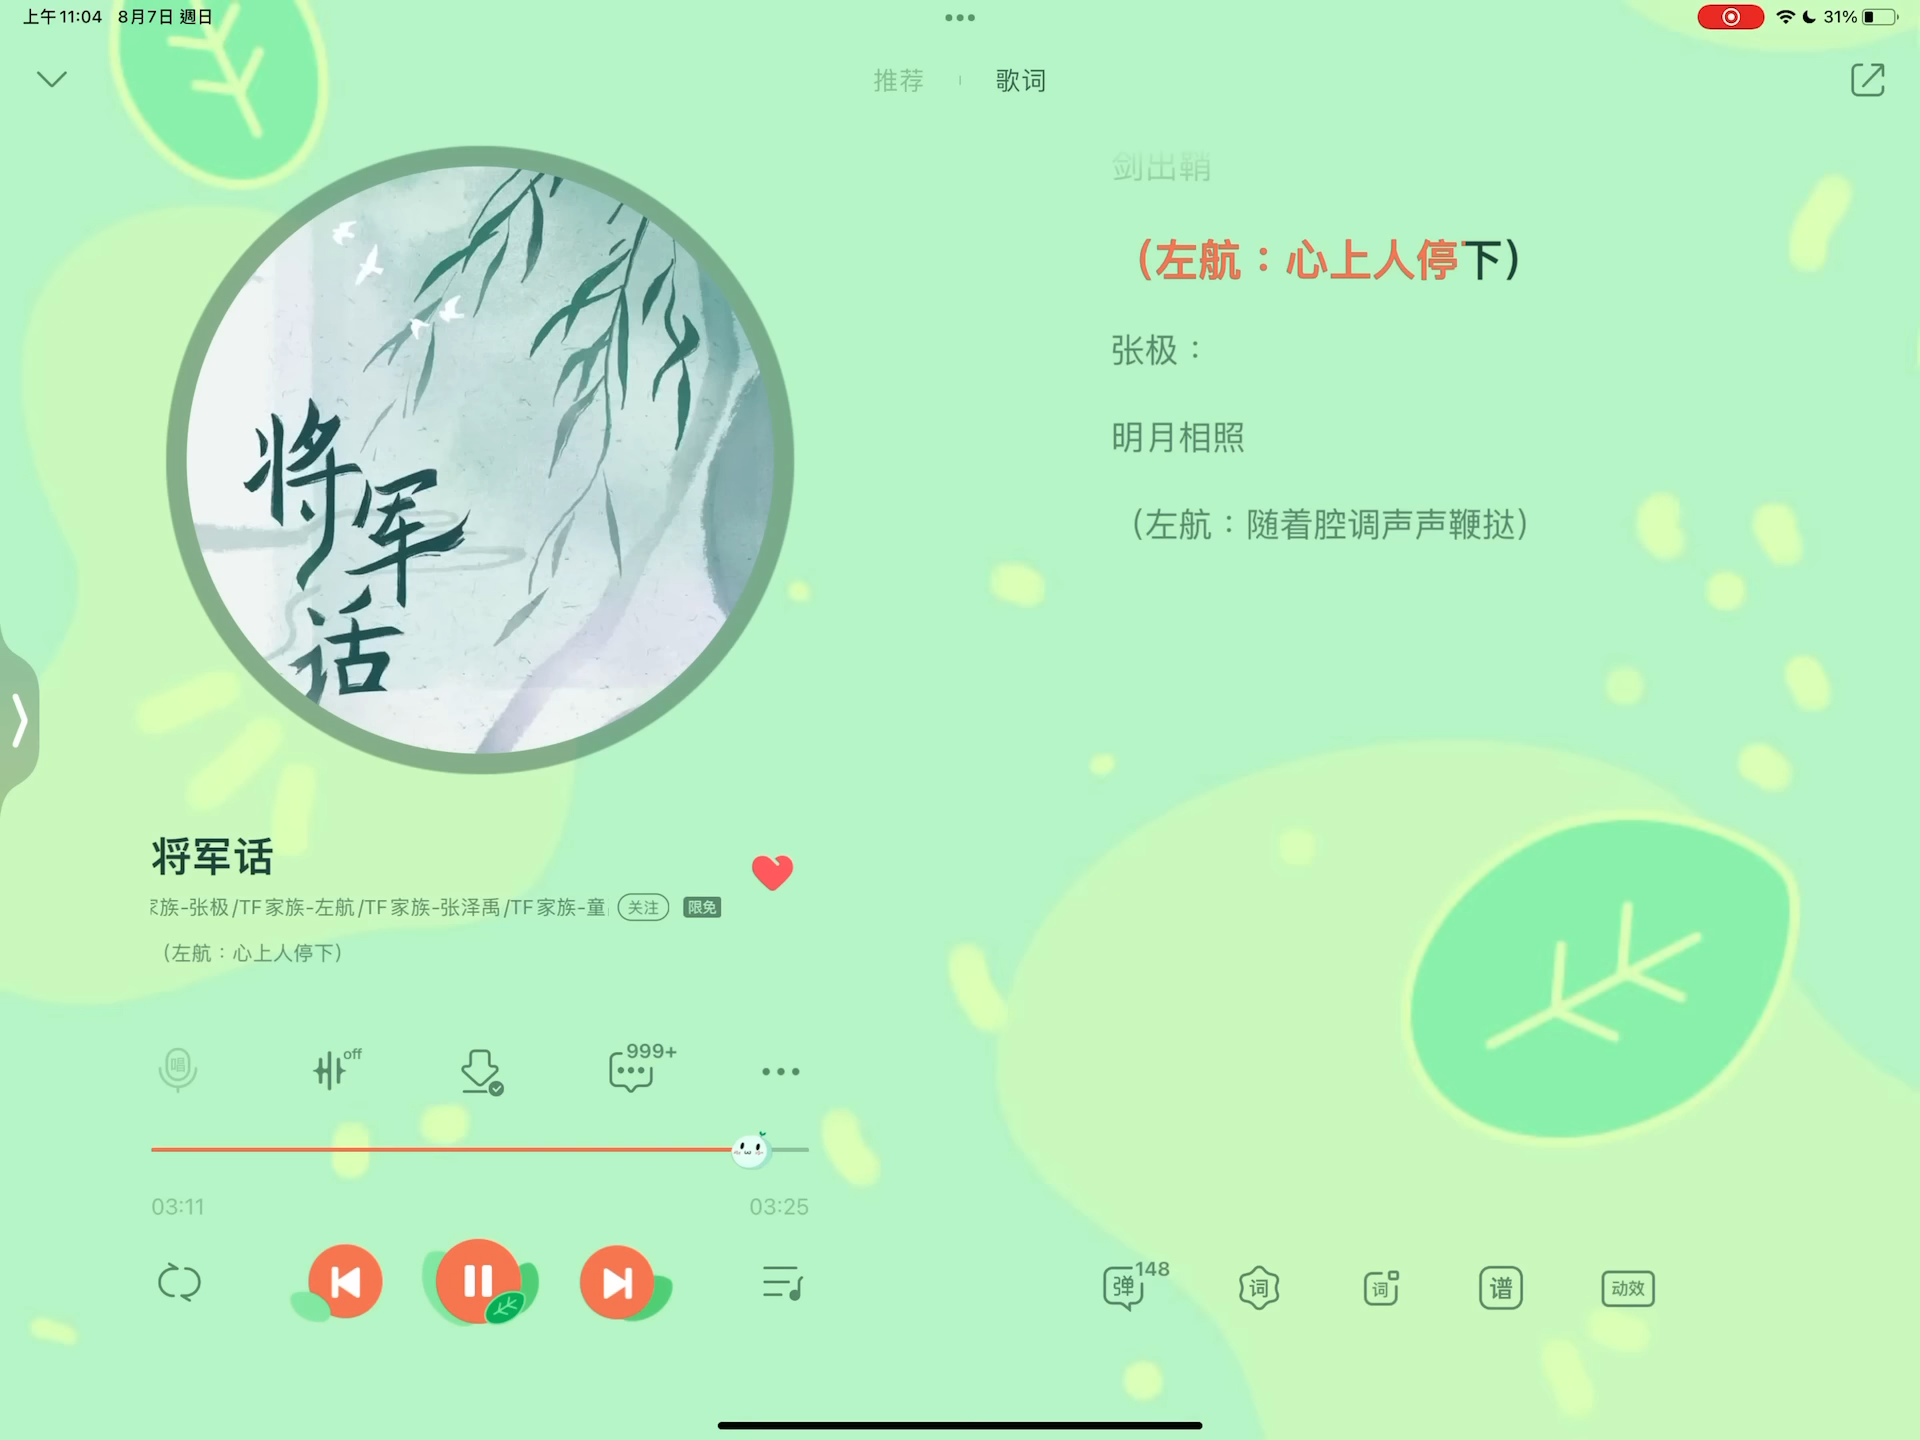 上午11:04 8月7日 週日
31%
推荐
歌词
将军话
剑出鞘
（左航：心上人停下）
张极：
明月相照
（左航：随着腔调声声鞭挞）
将军话
家族-张极/TF家族-左航/TF家族-张泽禹/TF家族-童
关注
限免
（左航：心上人停下）
唱
off
999+
03:11
03:25
弹
148
词
词
谱
动效